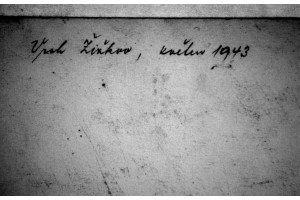 Vrch Žižkov, květen 1943